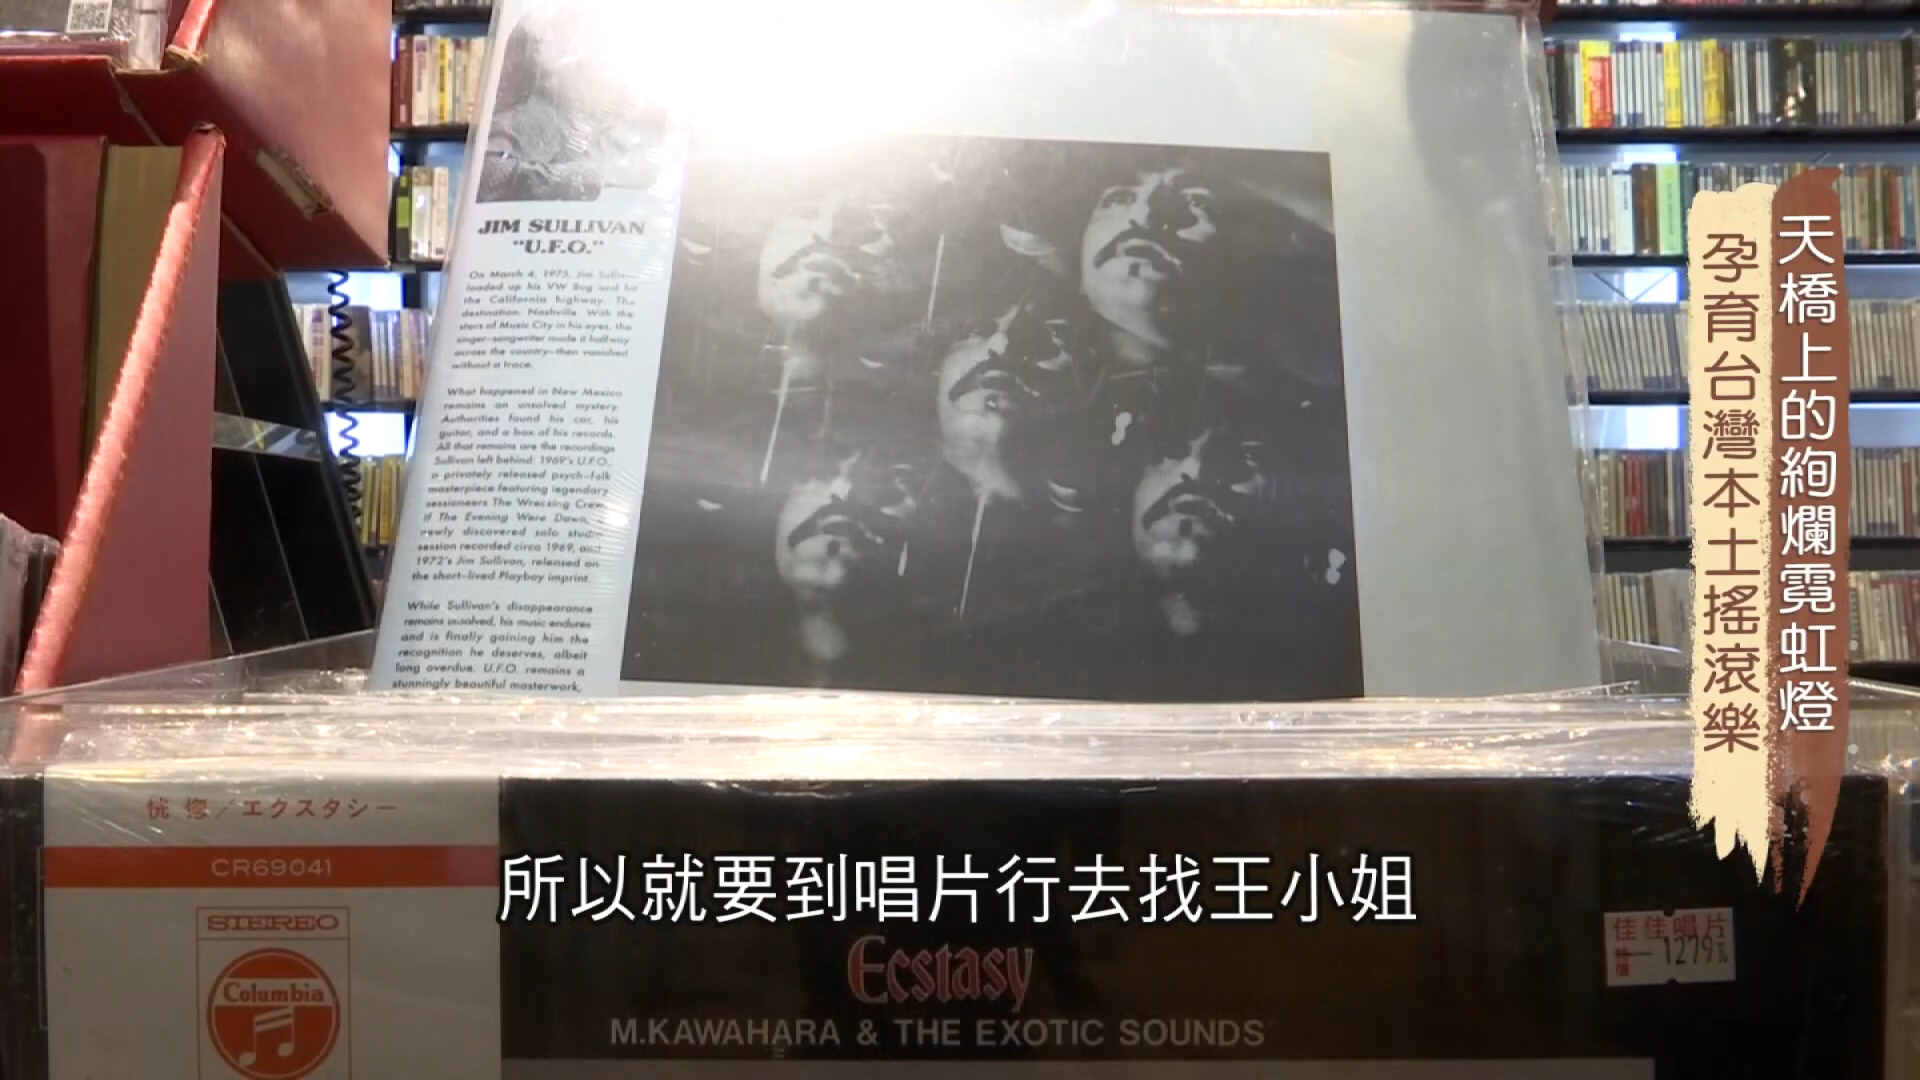 JIM SULLIVAN
"U.F.O."
On March 4, 1975, Jim Sullivan
loaded up his VW Bug and hit
the California highway. The
destination: Nashville. With the
stars of Music City in his eyes, the
singer-songwriter made it halfway
across the country—then vanished
without a trace.
What happened in New Mexico
remains an unsolved mystery.
Authorities found his car, his
guitar, and a box of his records.
All that remains are the recordings
Sullivan left behind: 1969's U.F.O.,
a privately released psych-folk
masterpiece featuring legendary
sessioneers The Wrecking Crew,
If The Evening Were Dawn,
newly discovered solo studio
session recorded circa 1969, and
1972's Jim Sullivan, released on
the short-lived Playboy imprint.
While Sullivan's disappearance
remains unsolved, his music endures
and is finally gaining him the
recognition he deserves, albeit
long overdue. U.F.O. remains a
stunningly beautiful masterwork,
天橋上的絢爛霓虹燈
孕育台灣本土搖滾樂
恍惚/エクスタシー
CR69041
STEREO
Columbia
所以就要到唱片行去找王小姐
Ecstasy
M.KAWAHARA & THE EXOTIC SOUNDS
佳佳唱片
特價 1279元